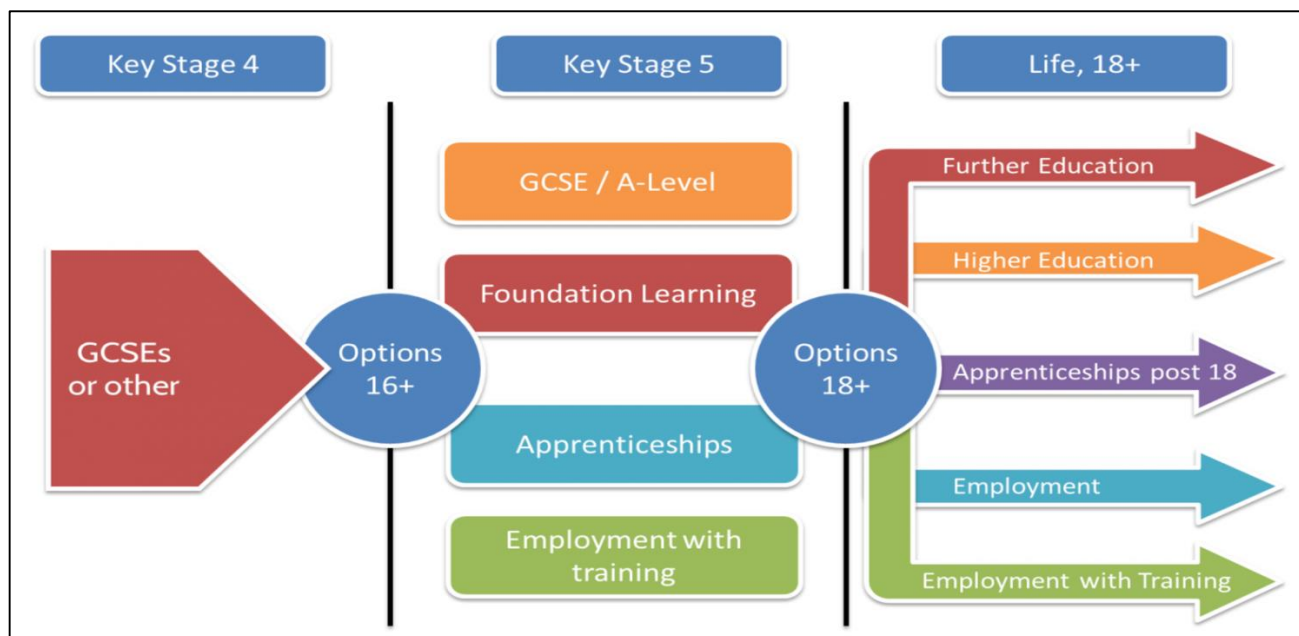 Key Stage 4
Key Stage 5
Life, 18+
GCSEs
or other
Options
16+
GCSE / A-Level
Foundation Learning
Apprenticeships
Employment with
training
Options
18+
Further Education
Higher Education
Apprenticeships post 18
Employment
Employment with Training